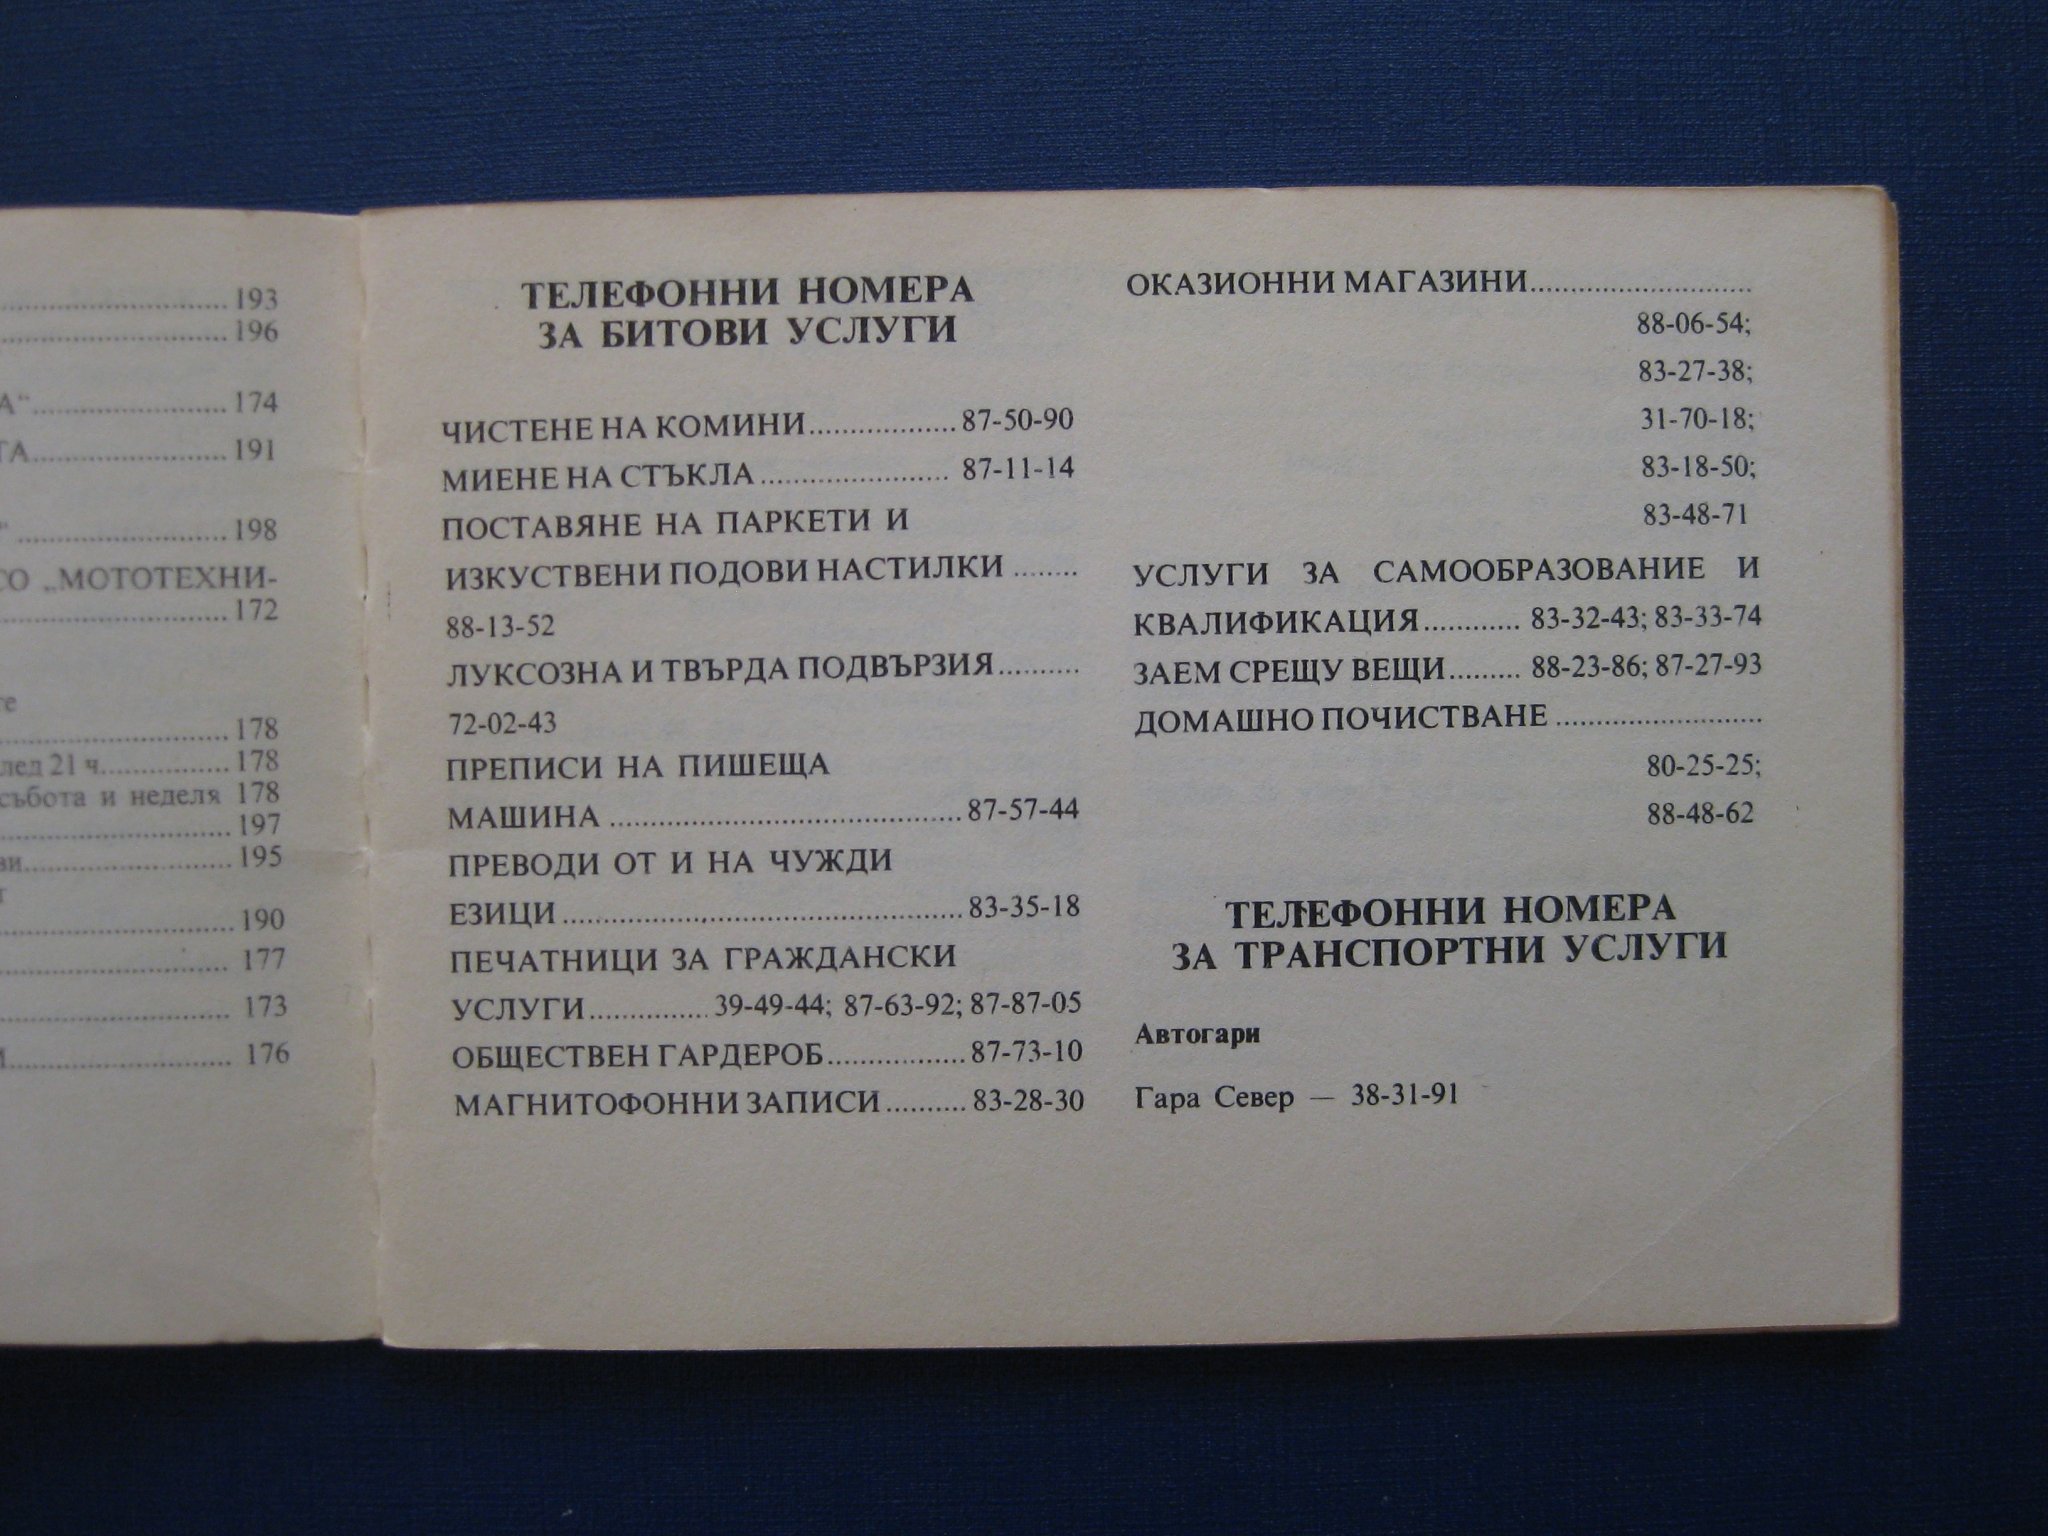 193
196
А“ 174
ТА 191
“ 198
СО „МОТОТЕХНИ-
172
те
178
лед 21 ч. 178
събота и неделя 178
197
ви 195
190
177
173
И 176
ТЕЛЕФОННИ НОМЕРА
ЗА БИТОВИ УСЛУГИ
ЧИСТЕНЕ НА КОМИНИ.................. 87-50-90
МИЕНЕ НА СТЪКЛА ....................... 87-11-14
ПОСТАВЯНЕ НА ПАРКЕТИ И
ИЗКУСТВЕНИ ПОДОВИ НАСТИЛКИ ........
88-13-52
ЛУКСОЗНА И ТВЪРДА ПОДВЪРЗИЯ..........
72-02-43
ПРЕПИСИ НА ПИШЕЩА
МАШИНА ........................................... 87-57-44
ПРЕВОДИ ОТ И НА ЧУЖДИ
ЕЗИЦИ ................................................. 83-35-18
ПЕЧАТНИЦИ ЗА ГРАЖДАНСКИ
УСЛУГИ............... 39-49-44; 87-63-92; 87-87-05
ОБЩЕСТВЕН ГАРДЕРОБ................. 87-73-10
МАГНИТОФОННИ ЗАПИСИ.......... 83-28-30
ОКАЗИОННИ МАГАЗИНИ...........................
88-06-54;
83-27-38;
31-70-18;
83-18-50;
83-48-71
УСЛУГИ ЗА САМООБРАЗОВАНИЕ И
КВАЛИФИКАЦИЯ............ 83-32-43; 83-33-74
ЗАЕМ СРЕЩУ ВЕЩИ......... 88-23-86; 87-27-93
ДОМАШНО ПОЧИСТВАНЕ .........................
80-25-25;
88-48-62
ТЕЛЕФОННИ НОМЕРА
ЗА ТРАНСПОРТНИ УСЛУГИ
Автогари
Гара Север — 38-31-91